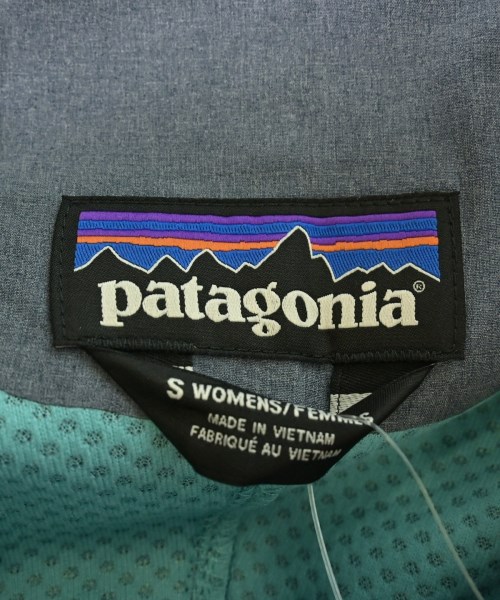 patagonia®
S WOMENS/FEMMES
MADE IN VIETNAM
FABRIQUÉ AU VIETNAM